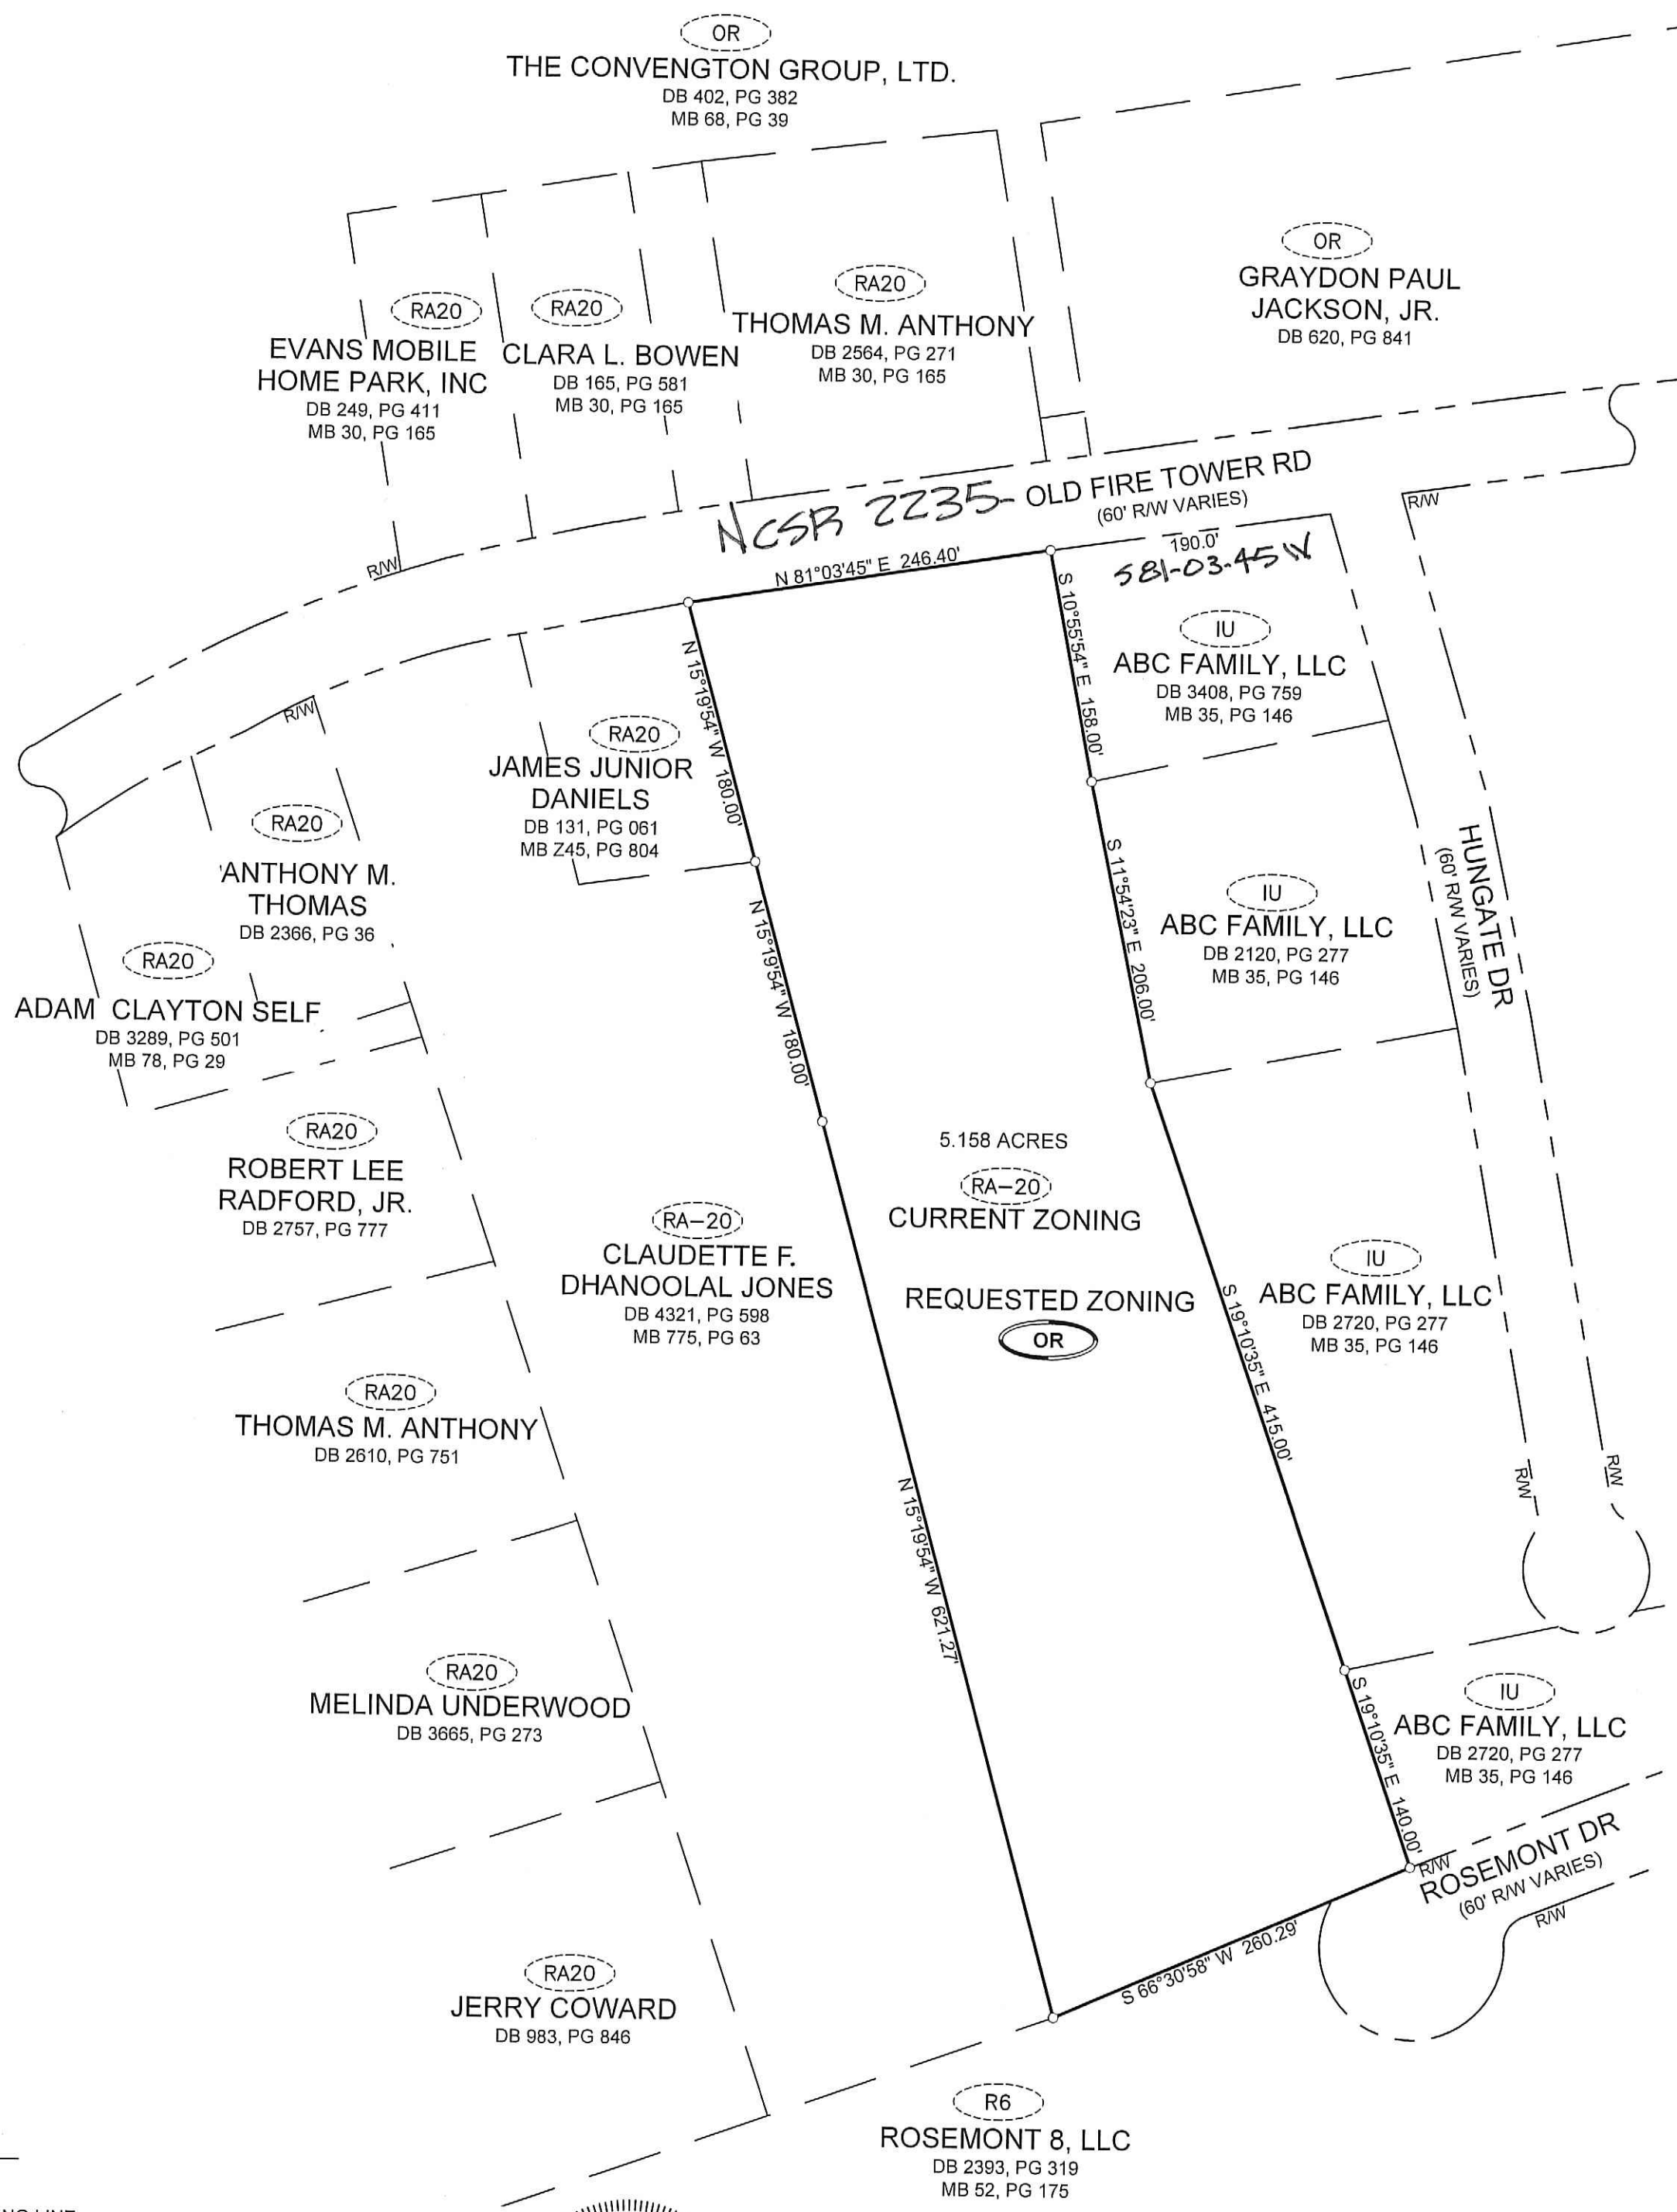 OR
THE CONVENGTON GROUP, LTD.
DB 402, PG 382
MB 68, PG 39
OR
GRAYDON PAUL
JACKSON, JR.
DB 620, PG 841
RA20
EVANS MOBILE
HOME PARK, INC
DB 249, PG 411
MB 30, PG 165
RA20
CLARA L. BOWEN
DB 165, PG 581
MB 30, PG 165
RA20
THOMAS M. ANTHONY
DB 2564, PG 271
MB 30, PG 165
NCSR 2235- OLD FIRE TOWER RD
(60' R/W VARIES)
R/W
R/W
N 81°03'45" E 246.40'
190.0'
S81-03-45 W
S 10°55'54" E 158.00'
IU
ABC FAMILY, LLC
DB 3408, PG 759
MB 35, PG 146
R/W
N 15°19'54" W 180.00'
RA20
JAMES JUNIOR
DANIELS
DB 131, PG 061
MB Z45, PG 804
RA20
ANTHONY M.
THOMAS
DB 2366, PG 36
RA20
ADAM CLAYTON SELF
DB 3289, PG 501
MB 78, PG 29
N 15°19'54" W 180.00'
S 11°54'23" E 206.00'
IU
ABC FAMILY, LLC
DB 2120, PG 277
MB 35, PG 146
HUNGATE DR
(60' R/W VARIES)
RA20
ROBERT LEE
RADFORD, JR.
DB 2757, PG 777
RA-20
CLAUDETTE F.
DHANOOLAL JONES
DB 4321, PG 598
MB 775, PG 63
5.158 ACRES
RA-20
CURRENT ZONING
REQUESTED ZONING
OR
S 19°10'35" E 415.00'
IU
ABC FAMILY, LLC
DB 2720, PG 277
MB 35, PG 146
RA20
THOMAS M. ANTHONY
DB 2610, PG 751
N 15°19'54" W 621.27'
R/W
R/W
RA20
MELINDA UNDERWOOD
DB 3665, PG 273
S 19°10'35" E 140.00'
IU
ABC FAMILY, LLC
DB 2720, PG 277
MB 35, PG 146
R/W
ROSEMONT DR
(60' R/W VARIES)
R/W
S 66°30'58" W 260.29'
RA20
JERRY COWARD
DB 983, PG 846
R6
ROSEMONT 8, LLC
DB 2393, PG 319
MB 52, PG 175